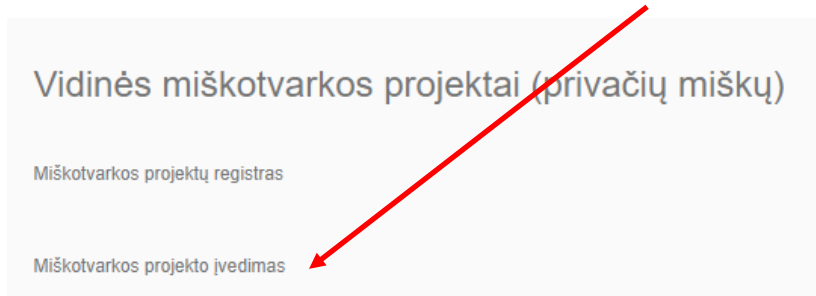 Vidinės miškotvarkos projektai (privačių miškų)
Miškotvarkos projektų registras
Miškotvarkos projekto įvedimas